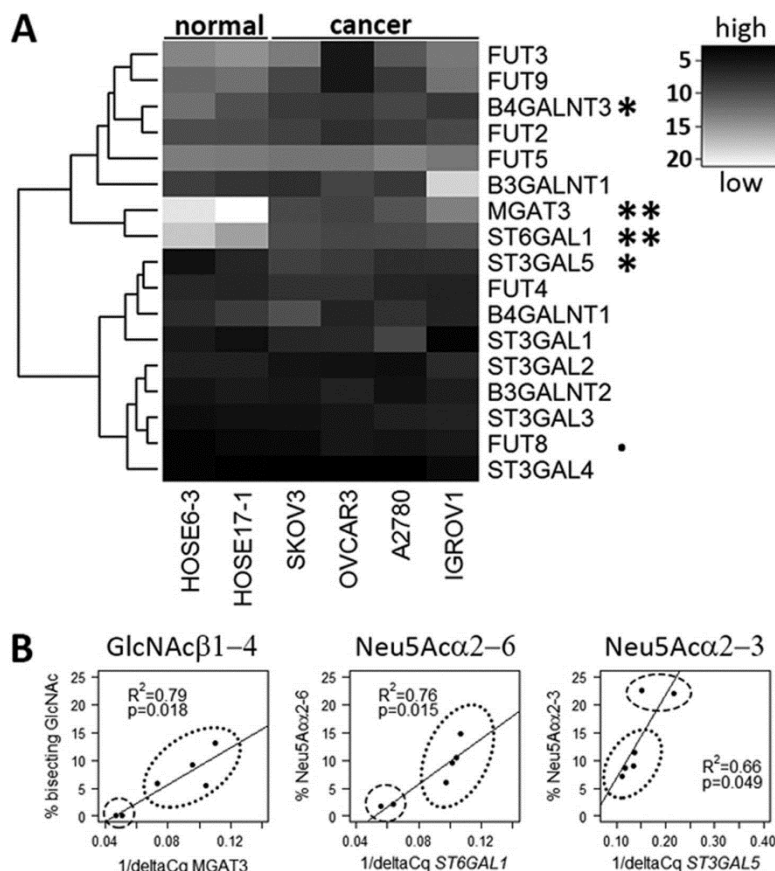 A
normal cancer
FUT3
FUT9
B4GALNT3 *
FUT2
FUT5
B3GALNT1
MGAT3 **
ST6GAL1 **
ST3GAL5 *
FUT4
B4GALNT1
ST3GAL1
ST3GAL2
B3GALNT2
ST3GAL3
FUT8 .
ST3GAL4
HOSE6-3
HOSE17-1
SKOV3
OVCAR3
A2780
IGROV1
high
5
10
15
20
low
B
GlcNAcβ1–4
R²=0.79
p=0.018
% bisecting GlcNAc
25
20
15
10
5
0
0.04 0.08 0.12
1/deltaCq MGAT3
Neu5Acα2–6
R²=0.76
p=0.015
% Neu5Acα2-6
25
20
15
10
5
0
0.04 0.08 0.12
1/deltaCq ST6GAL1
Neu5Acα2–3
% Neu5Acα2-3
25
20
15
10
5
0
R²=0.66
p=0.049
0.10 0.20 0.30 0.40
1/deltaCq ST3GAL5